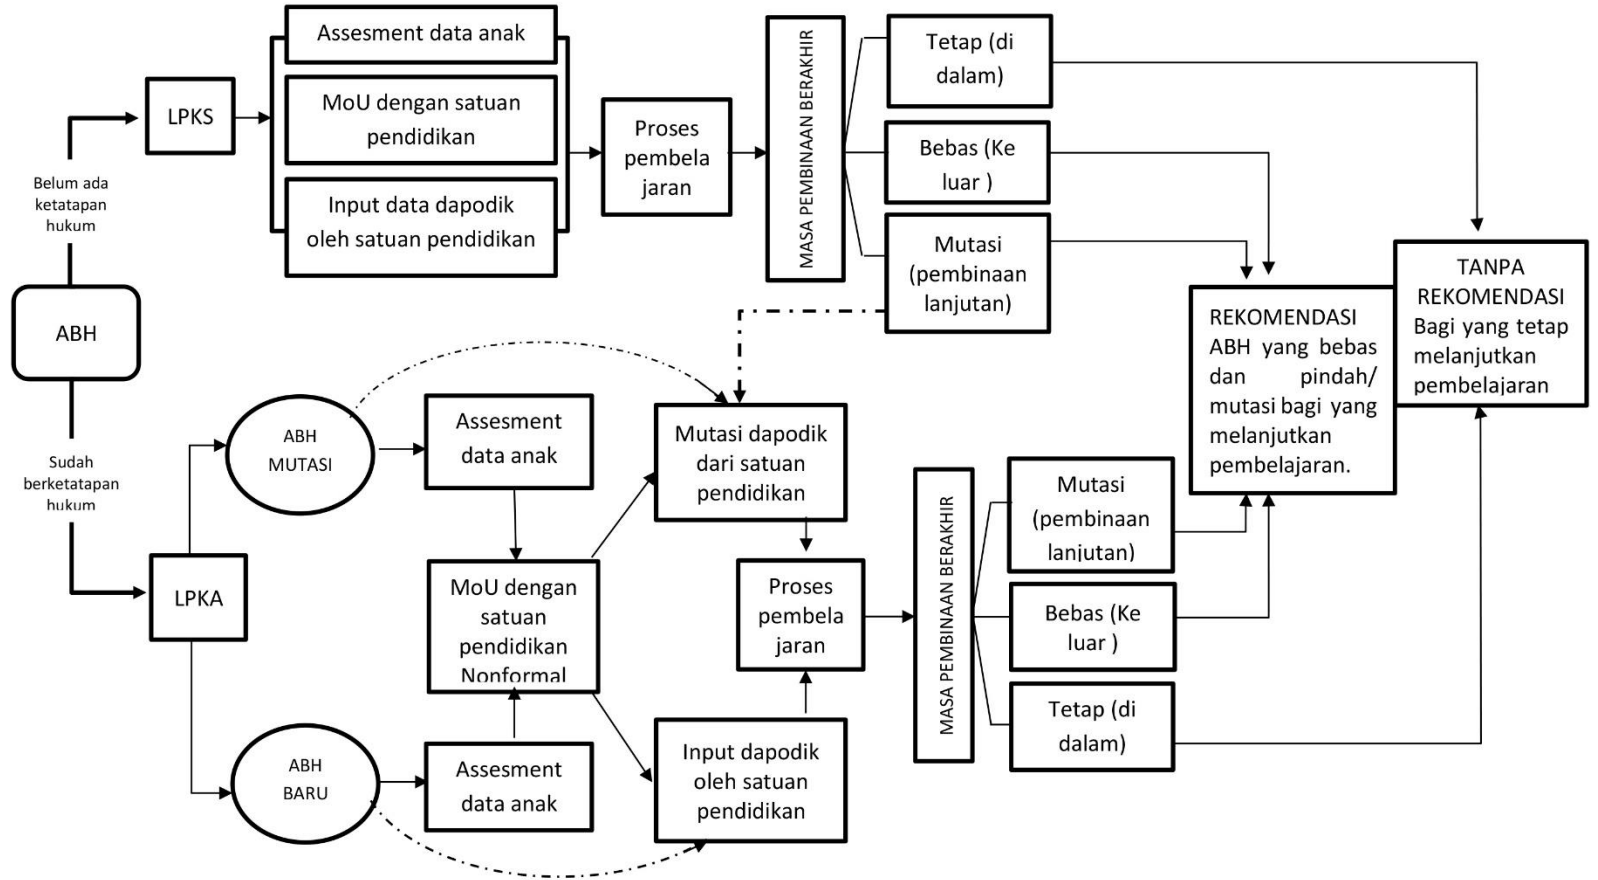 Assesment data anak
MoU dengan satuan
pendidikan
Input data dapodik
oleh satuan pendidikan
LPKS
Belum ada
ketatapan
hukum
ABH
Sudah
berketatapan
hukum
LPKA
Proses
pembela
jaran
MASA PEMBINAAN BERAKHIR
Tetap (di
dalam)
Bebas (Ke
luar )
Mutasi
(pembinaan
lanjutan)
TANPA
REKOMENDASI
Bagi yang tetap
melanjutkan
pembelajaran
REKOMENDASI
ABH yang bebas
dan pindah/
mutasi bagi yang
melanjutkan
pembelajaran.
ABH
MUTASI
Assesment
data anak
Mutasi dapodik
dari satuan
pendidikan
MoU dengan
satuan
pendidikan
Nonformal
ABH
BARU
Assesment
data anak
Input dapodik
oleh satuan
pendidikan
Proses
pembela
jaran
MASA PEMBINAAN BERAKHIR
Mutasi
(pembinaan
lanjutan)
Bebas (Ke
luar )
Tetap (di
dalam)